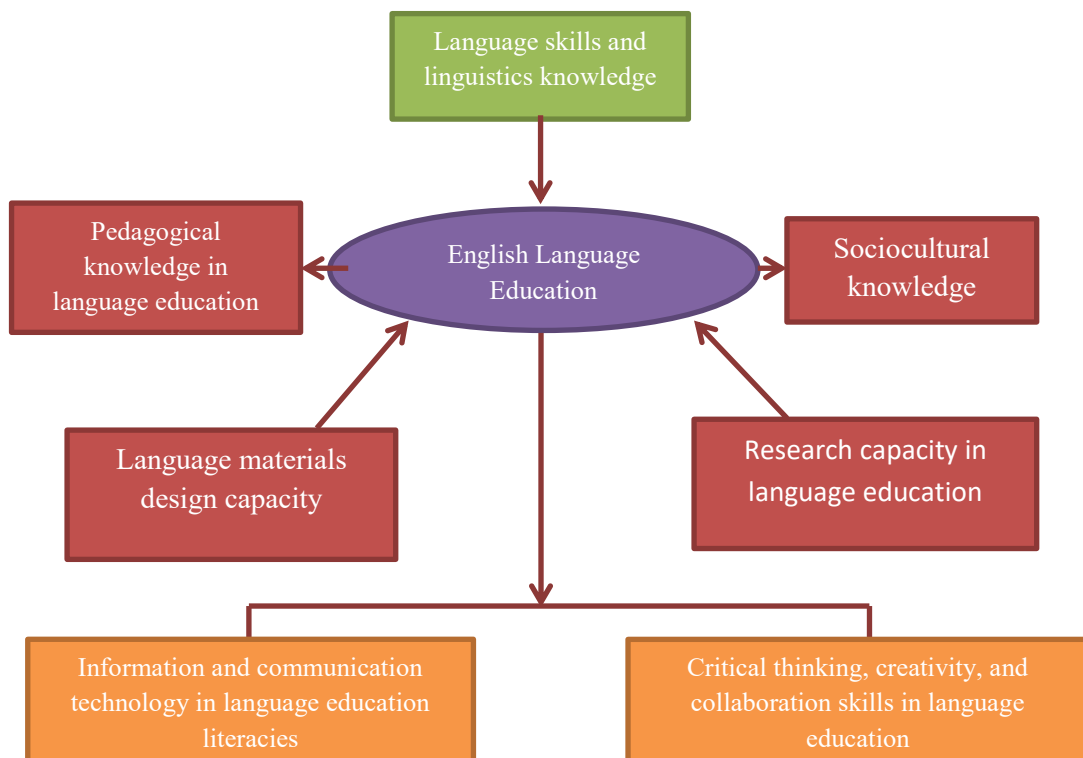 Language skills and
linguistics knowledge
Pedagogical
knowledge in
language education
English Language
Education
Sociocultural
knowledge
Language materials
design capacity
Research capacity in
language education
Information and communication
technology in language education
literacies
Critical thinking, creativity, and
collaboration skills in language
education